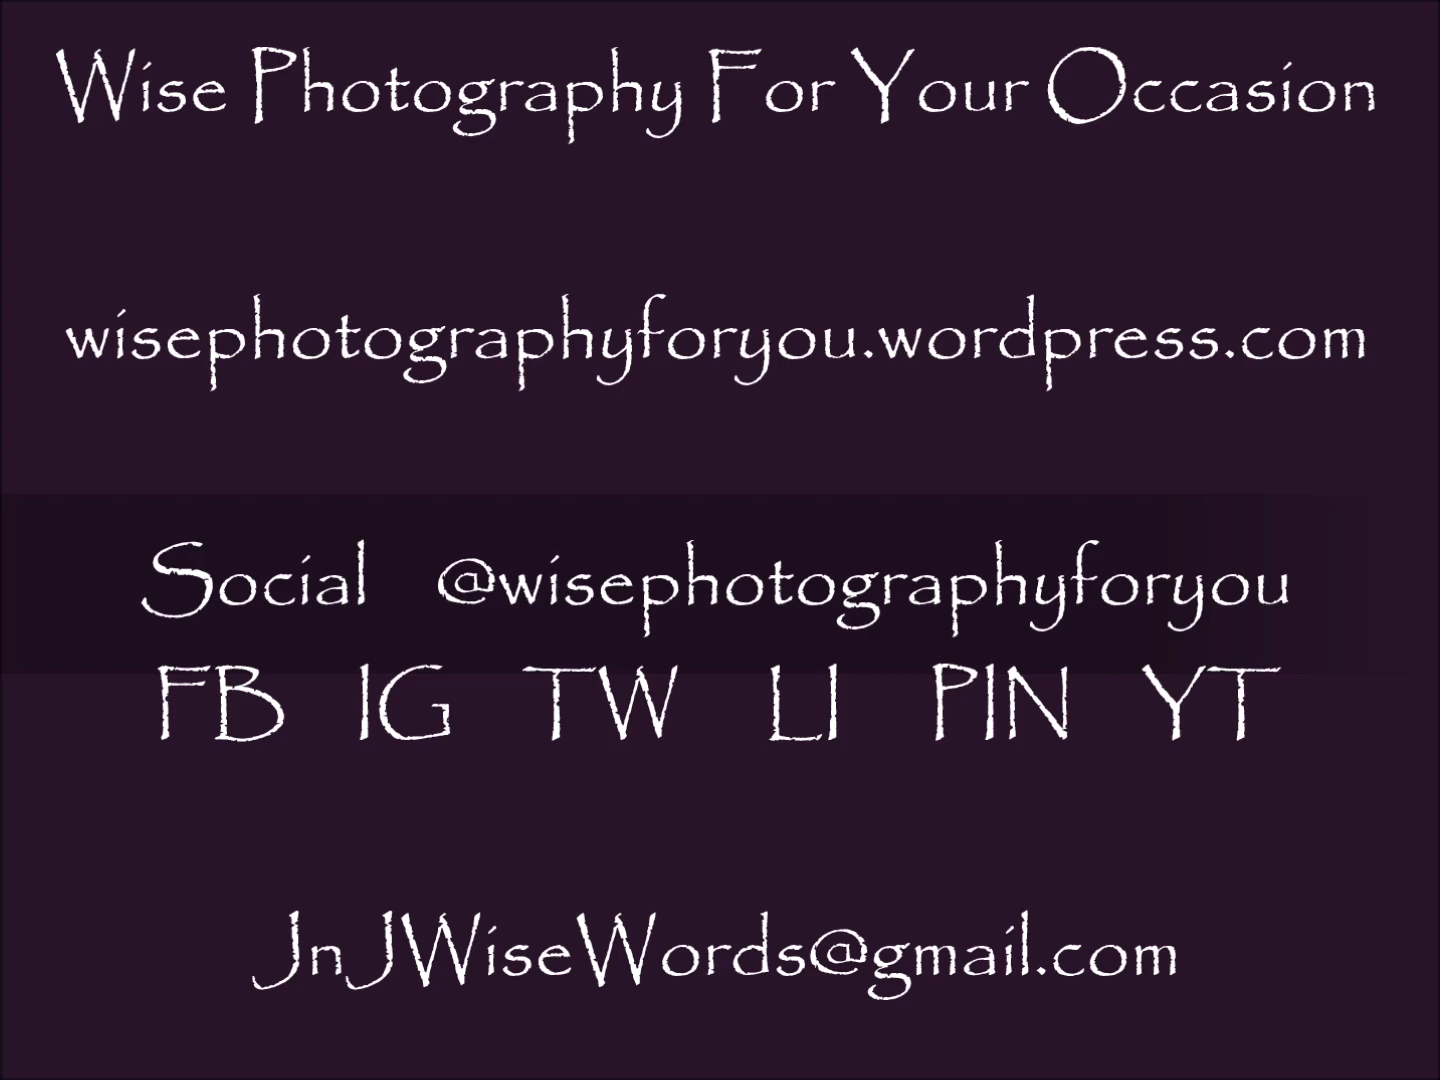 Wise Photography For Your Occasion
wisephotographyforyou.wordpress.com
Social @wisephotographyforyou
FB IG TW LI PIN YT
JnJWiseWords@gmail.com